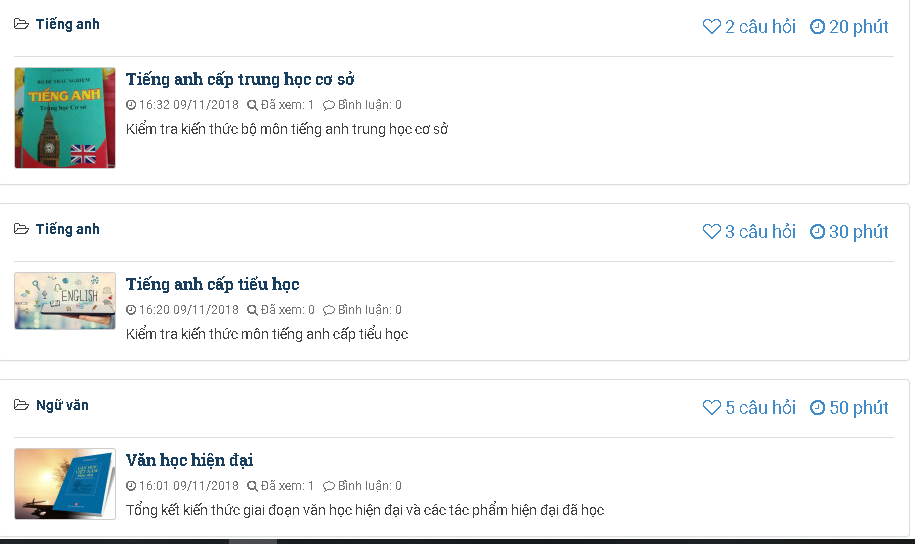 Tiếng anh
2 câu hỏi 20 phút
BỘ ĐỀ TRẮC NGHIỆM
TIẾNG ANH
Trung học Cơ sở
Tiếng anh cấp trung học cơ sở
16:32 09/11/2018 Đã xem: 1 Bình luận: 0
Kiểm tra kiến thức bộ môn tiếng anh trung học cơ sở
Tiếng anh
3 câu hỏi 30 phút
ENGLISH
Tiếng anh cấp tiểu học
16:20 09/11/2018 Đã xem: 0 Bình luận: 0
Kiểm tra kiến thức môn tiếng anh cấp tiểu học
Ngữ văn
5 câu hỏi 50 phút
VĂN HỌC
VIỆT NAM
Văn học hiện đại
16:01 09/11/2018 Đã xem: 1 Bình luận: 0
Tổng kết kiến thức giai đoạn văn học hiện đại và các tác phẩm hiện đại đã học